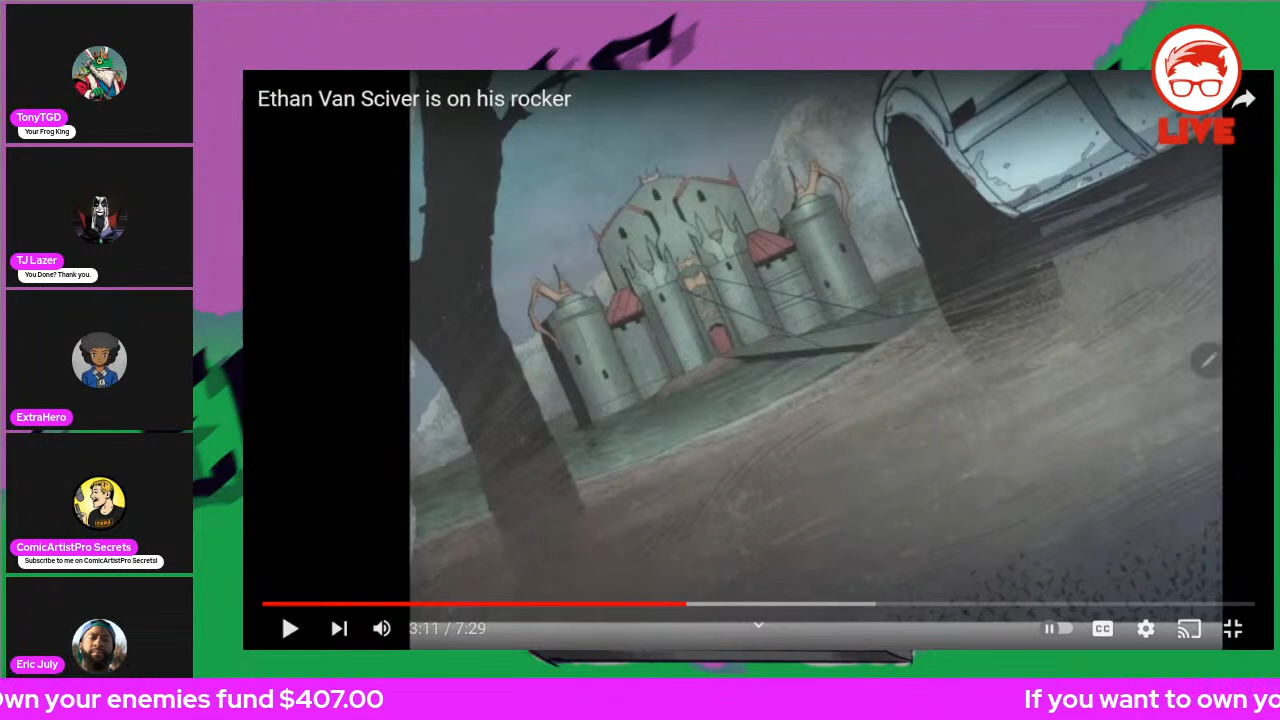 Ethan Van Sciver is on his rocker
LIVE
TonyTGD
Your Frog King
TJ Lazer
You Done? Thank you.
ExtraHero
ComicArtistPro Secrets
Subscribe to me on ComicArtistPro Secrets!
Eric July
3:11 / 7:29
CC
Own your enemies fund $407.00
If you want to own yo